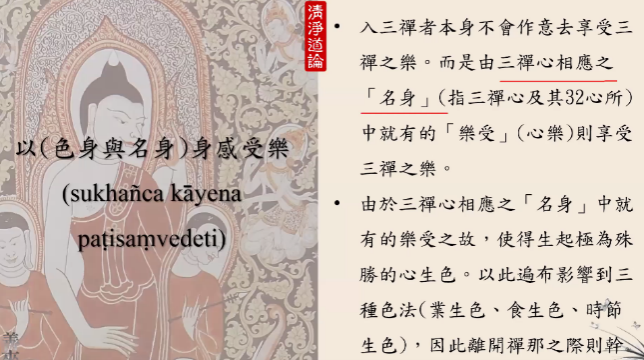 清淨道論
以(色身與名身)身感受樂
(sukhañca kāyena
paṭisaṃvedeti)
• 入三禪者本身不會作意去享受三
禪之樂。而是由三禪心相應之
「名身」(指三禪心及其32心所)
中就有的「樂受」(心樂)則享受
三禪之樂。
• 由於三禪心相應之「名身」中就
有的樂受之故，使得生起極為殊
勝的心生色。以此遍布影響到三
種色法(業生色、食生色、時節
生色)，因此離開禪那之際則幹